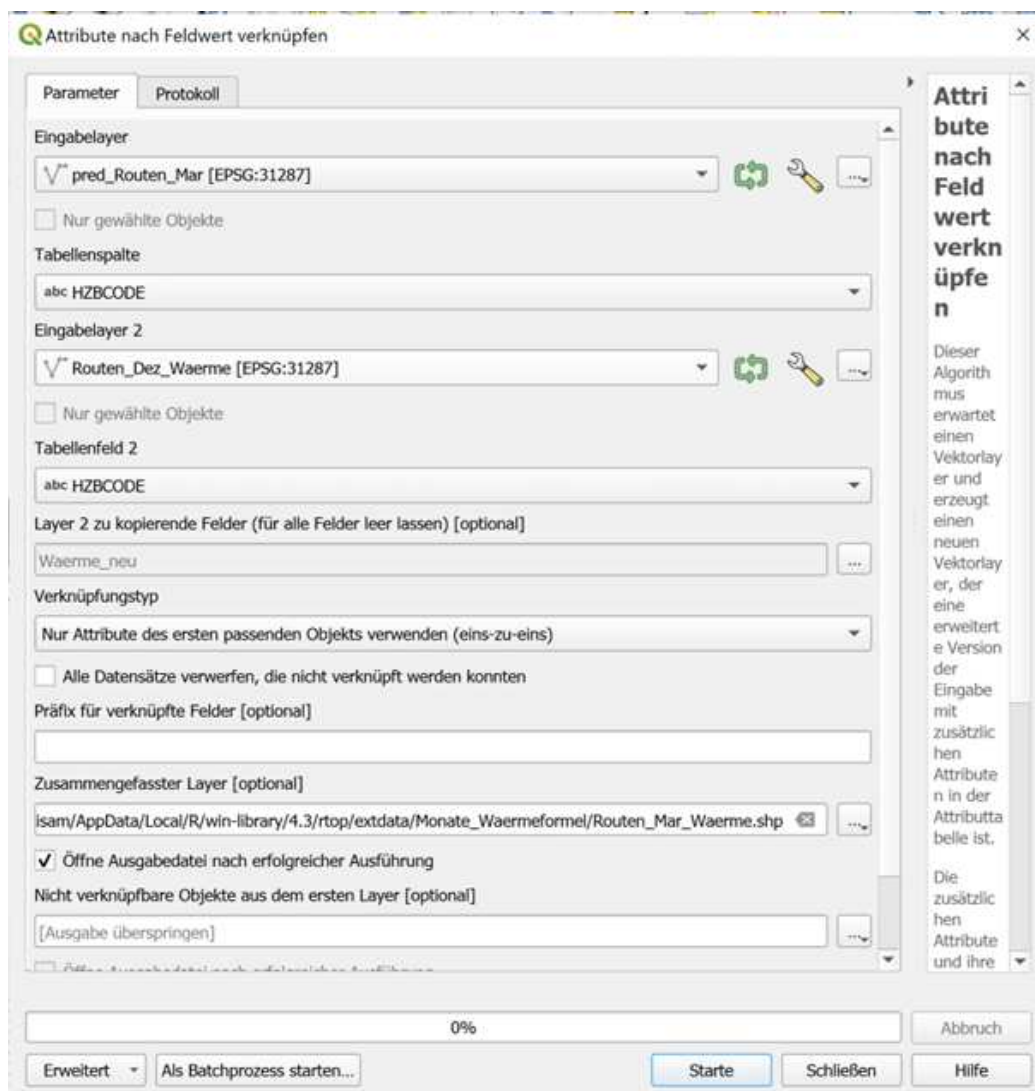 Attribute nach Feldwert verknüpfen
Parameter
Protokoll
Eingabelayer
pred_Routen_Mar [EPSG:31287]
...
Nur gewählte Objekte
Tabellenspalte
abc HZBCODE
Eingabelayer 2
Routen_Dez_Waerme [EPSG:31287]
...
Nur gewählte Objekte
Tabellenfeld 2
abc HZBCODE
Layer 2 zu kopierende Felder (für alle Felder leer lassen) [optional]
Waerme_neu
...
Verknüpfungstyp
Nur Attribute des ersten passenden Objekts verwenden (eins-zu-eins)
Alle Datensätze verwerfen, die nicht verknüpft werden konnten
Präfix für verknüpfte Felder [optional]
Zusammengefasster Layer [optional]
isam/AppData/Local/R/win-library/4.3/rtop/extdata/Monate_Waermeformel/Routen_Mar_Waerme.shp
...
Öffne Ausgabedatei nach erfolgreicher Ausführung
Nicht verknüpfbare Objekte aus dem ersten Layer [optional]
[Ausgabe überspringen]
...
Öffne Ausgabedatei nach erfolgreicher Ausführung
Attri
bute
nach
Feld
wert
verkn
üpfe
n
Dieser
Algorith
mus
erwartet
einen
Vektorlay
er und
erzeugt
einen
neuen
Vektorlay
er, der
eine
erweitert
e Version
der
Eingabe
mit
zusätzlic
hen
Attribute
n in der
Attributta
belle ist.
Die
zusätzlic
hen
Attribute
und ihre
0%
Abbruch
Erweitert
Als Batchprozess starten...
Starte
Schließen
Hilfe